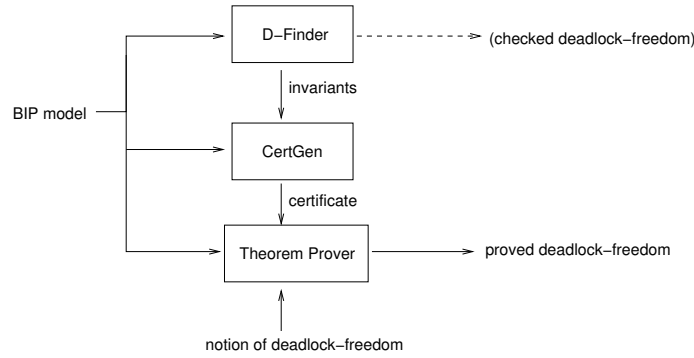 D−Finder
(checked deadlock−freedom)
invariants
BIP model
CertGen
certificate
Theorem Prover
proved deadlock−freedom
notion of deadlock−freedom